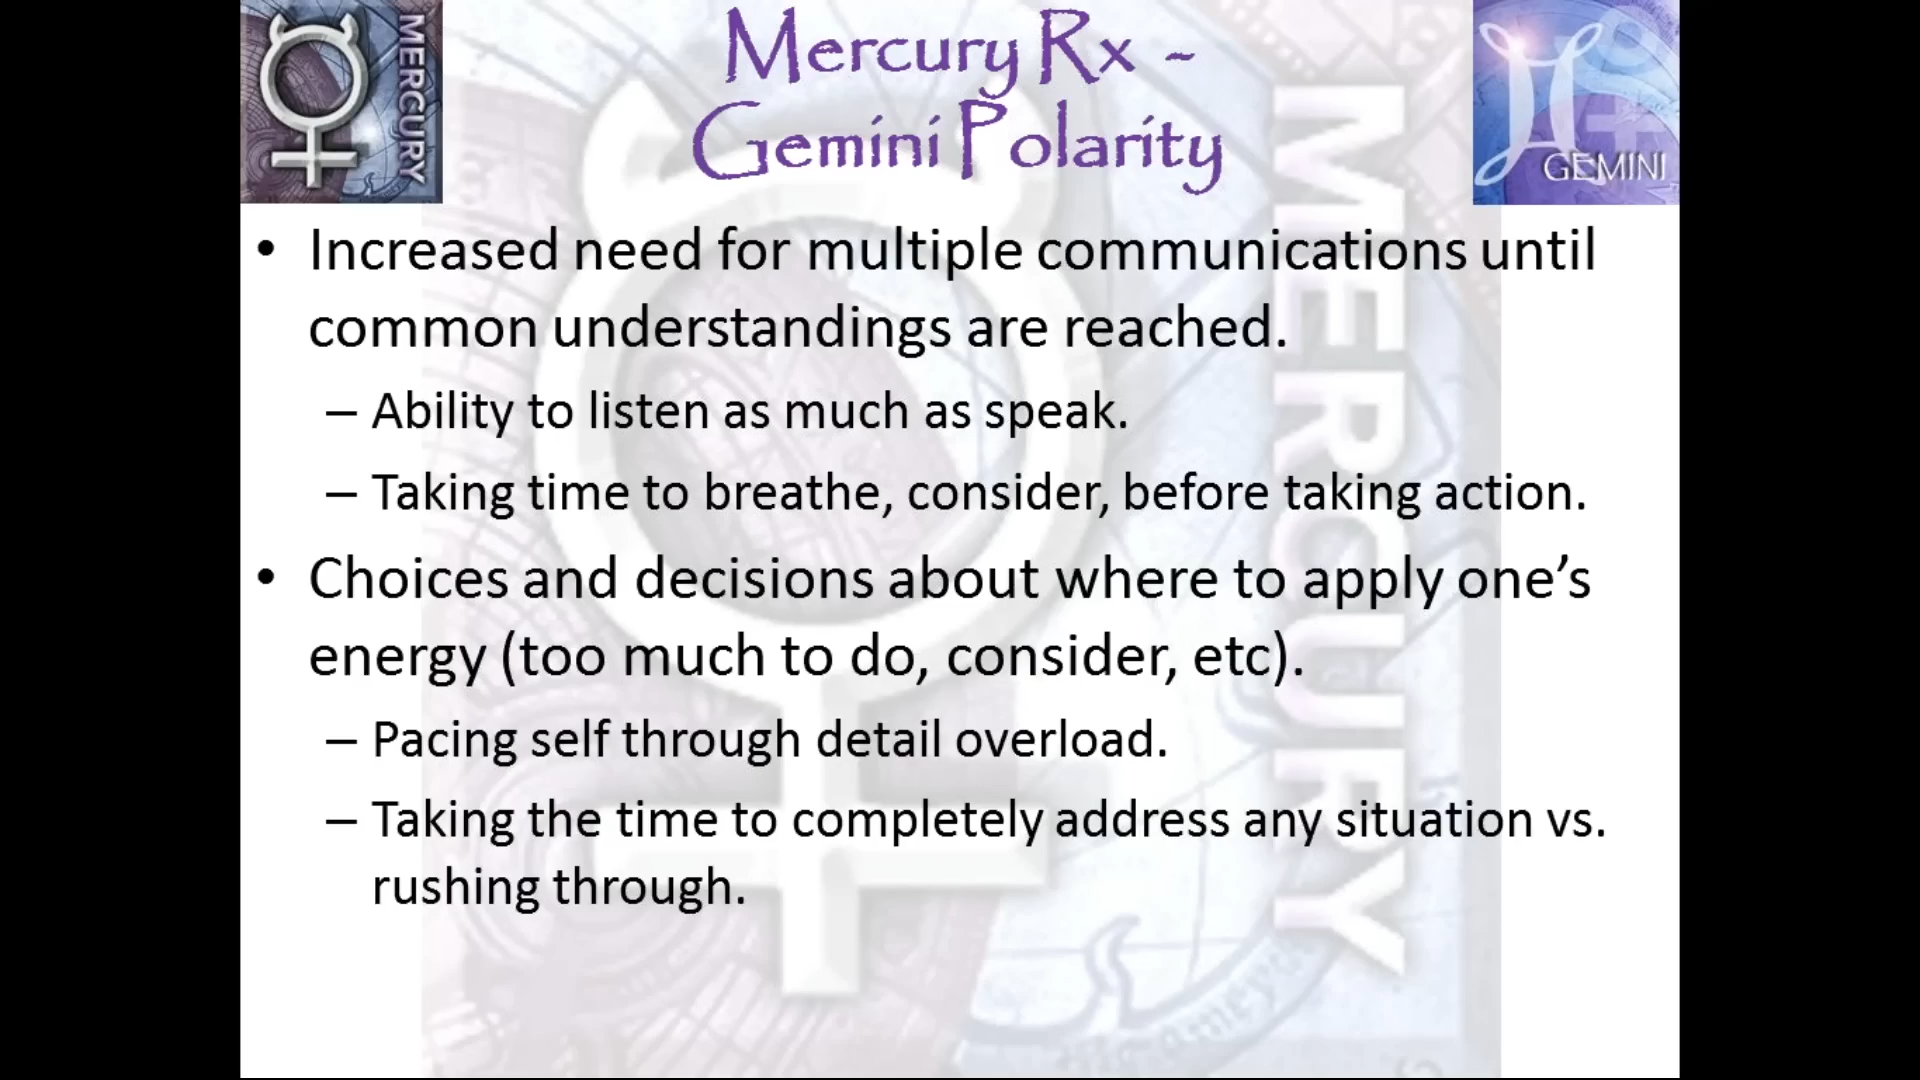 MERCURY
Mercury Rx -
Gemini Polarity
GEMINI
MERCURY
• Increased need for multiple communications until
common understandings are reached.
– Ability to listen as much as speak.
– Taking time to breathe, consider, before taking action.
• Choices and decisions about where to apply one’s
energy (too much to do, consider, etc).
– Pacing self through detail overload.
– Taking the time to completely address any situation vs.
rushing through.